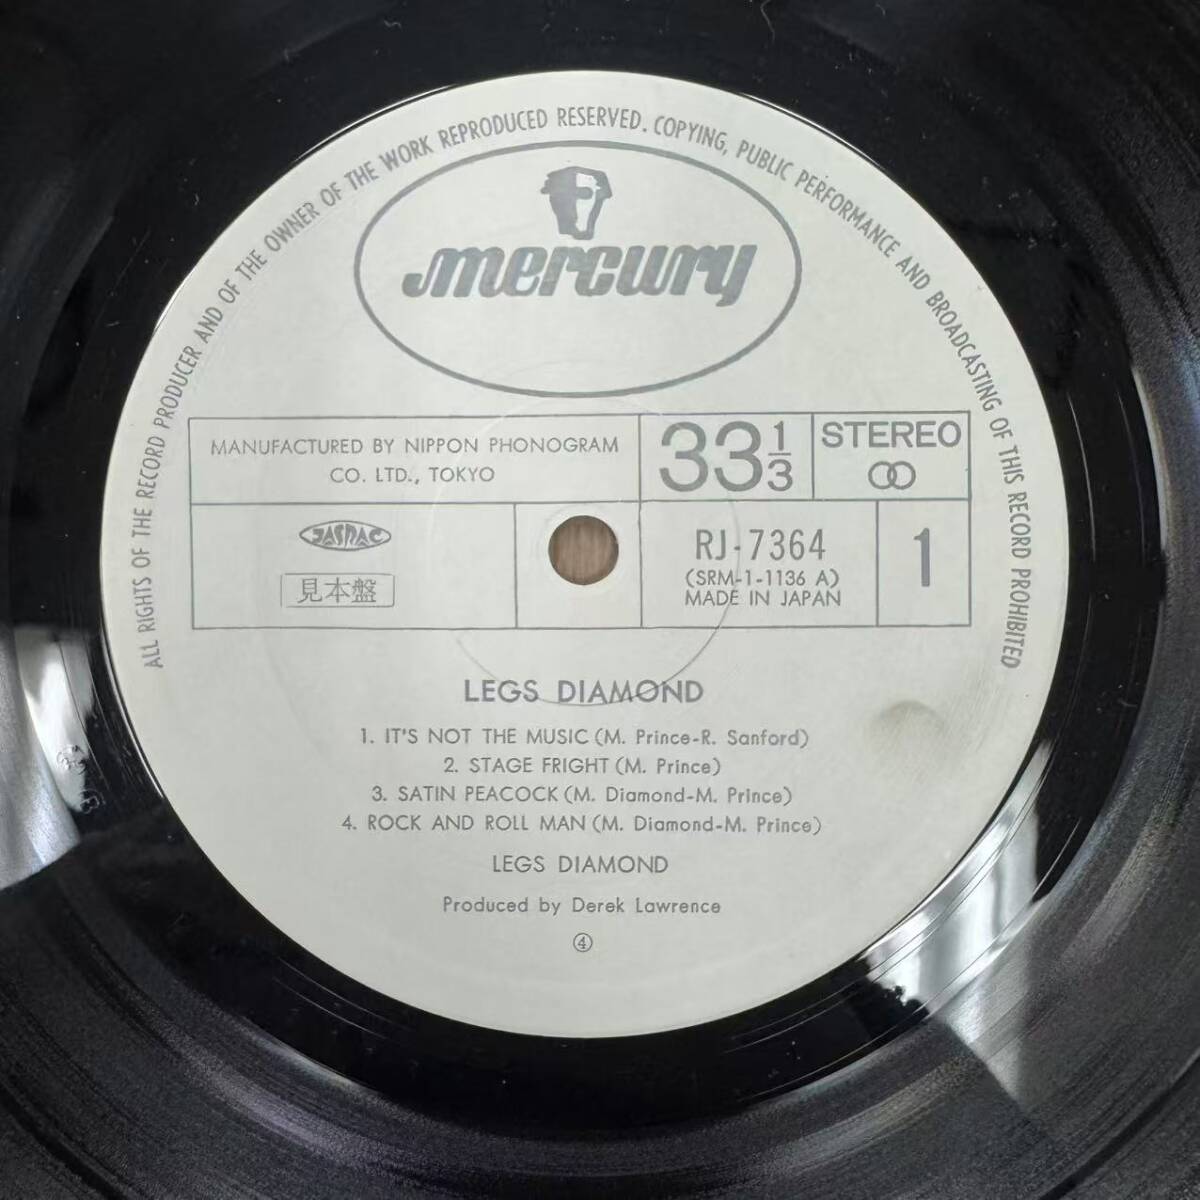 ALL RIGHTS OF THE RECORD PRODUCER AND OF THE OWNER OF THE WORK REPRODUCED RESERVED. COPYING, PUBLIC PERFORMANCE AND BROADCASTING OF THIS RECORD PROHIBITED
mercury
MANUFACTURED BY NIPPON PHONOGRAM
CO. LTD., TOKYO
33 1/3
STEREO
JASRAC
見本盤
RJ-7364
(SRM-1-1136 A)
MADE IN JAPAN
1
LEGS DIAMOND
1. IT'S NOT THE MUSIC (M. Prince-R. Sanford)
2. STAGE FRIGHT (M. Prince)
3. SATIN PEACOCK (M. Diamond-M. Prince)
4. ROCK AND ROLL MAN (M. Diamond-M. Prince)
LEGS DIAMOND
Produced by Derek Lawrence
④